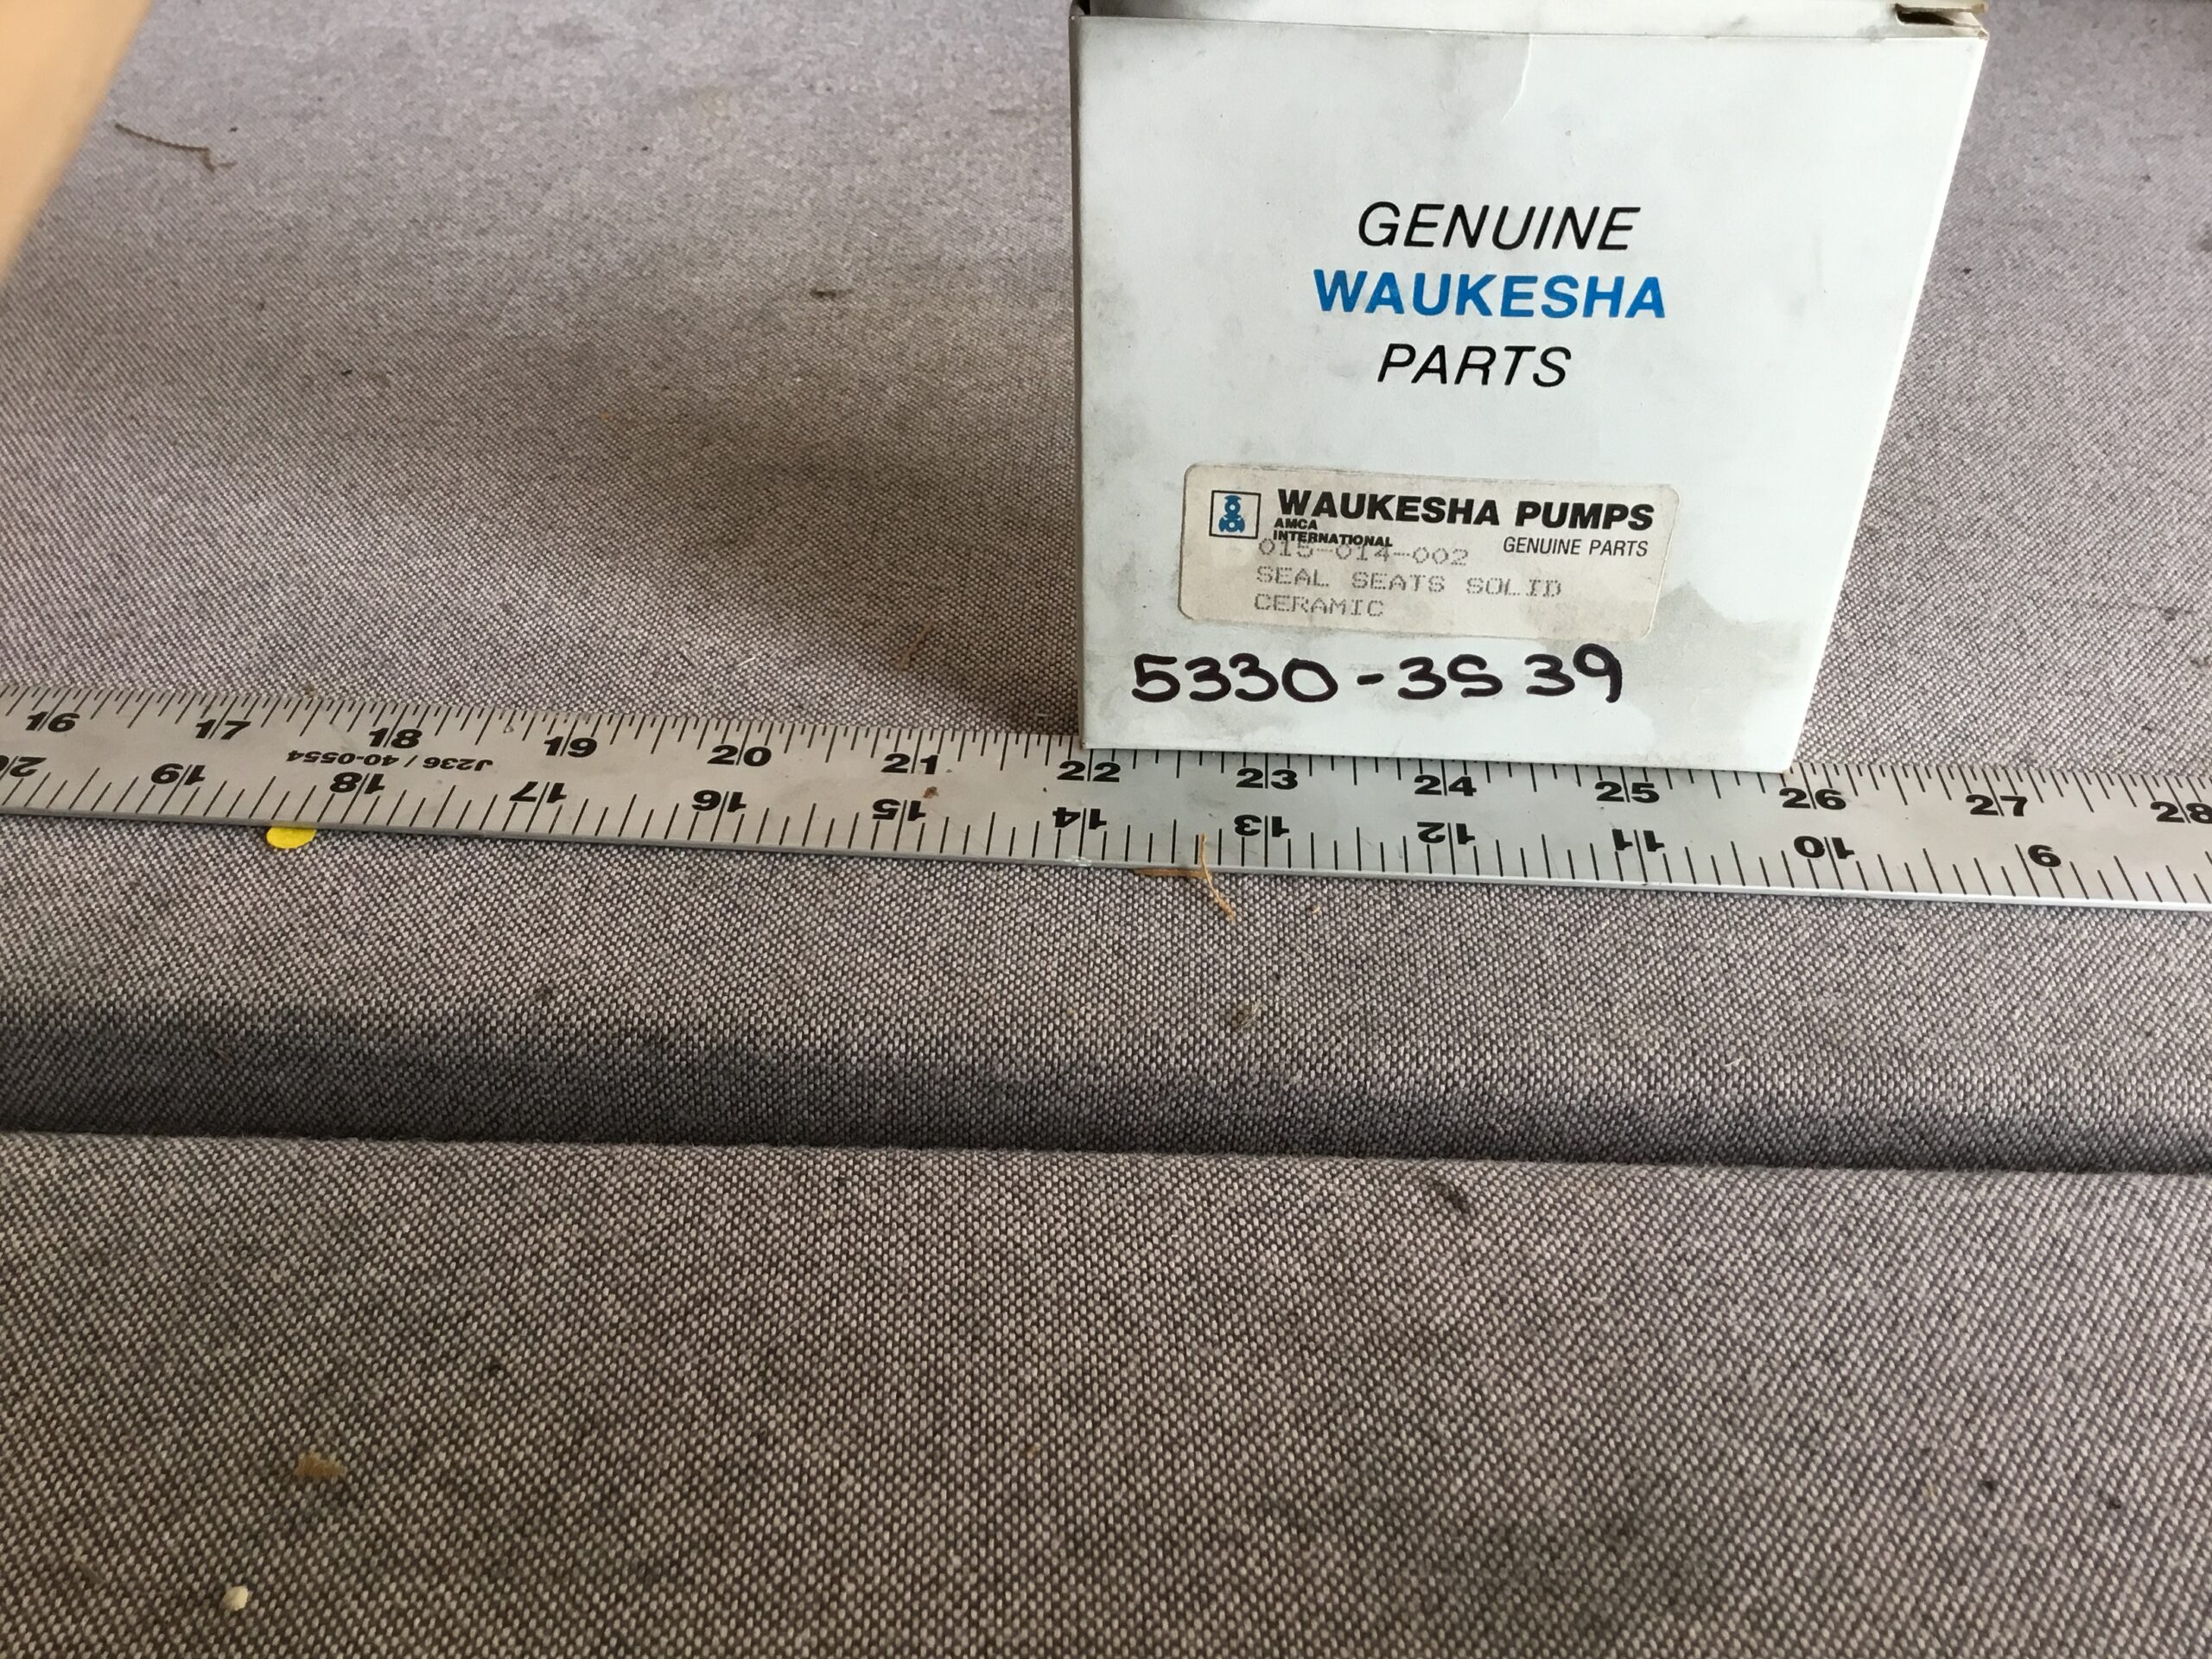 GENUINE
WAUKESHA
PARTS
WAUKESHA PUMPS
AMCA
INTERNATIONAL
GENUINE PARTS
015-014-002
SEAL SEATS SOLID
CERAMIC
5330-3S39
16 17 18 19 20 21 22 23 24 25 26 27 28
J236 / 40-0554
20 19 18 17 16 15 14 13 12 11 10 9